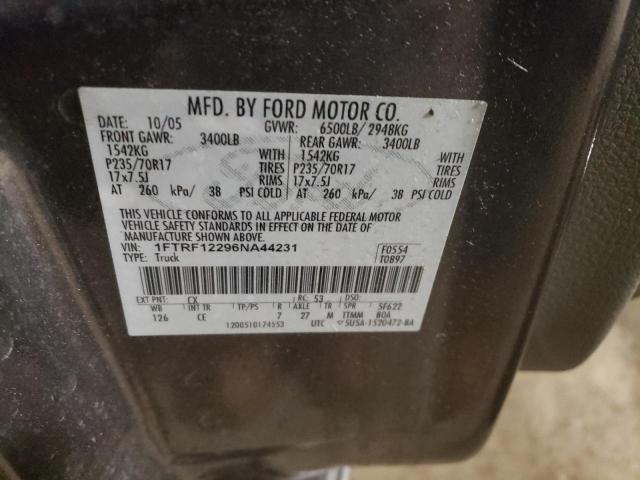 MFD. BY FORD MOTOR CO.
DATE: 10/05 GVWR: 6500LB/ 2948KG
FRONT GAWR: 3400LB REAR GAWR: 3400LB
1542KG WITH 1542KG WITH
P235/70R17 TIRES P235/70R17 TIRES
17x7.5J RIMS 17x7.5J RIMS
AT 260 kPa/ 38 PSI COLD AT 260 kPa/ 38 PSI COLD
THIS VEHICLE CONFORMS TO ALL APPLICABLE FEDERAL MOTOR
VEHICLE SAFETY STANDARDS IN EFFECT ON THE DATE OF
MANUFACTURE SHOWN ABOVE.
VIN: 1FTRF12296NA44231 F0554
TYPE: Truck T0897
EXT PNT: CX RC: 53 DSO:
WB INT TR TP/PS R AXLE TR SPR 5F622
126 CE 7 27 M TTMM BOA
1200510174553 UTC 5U5A-1520472-BA